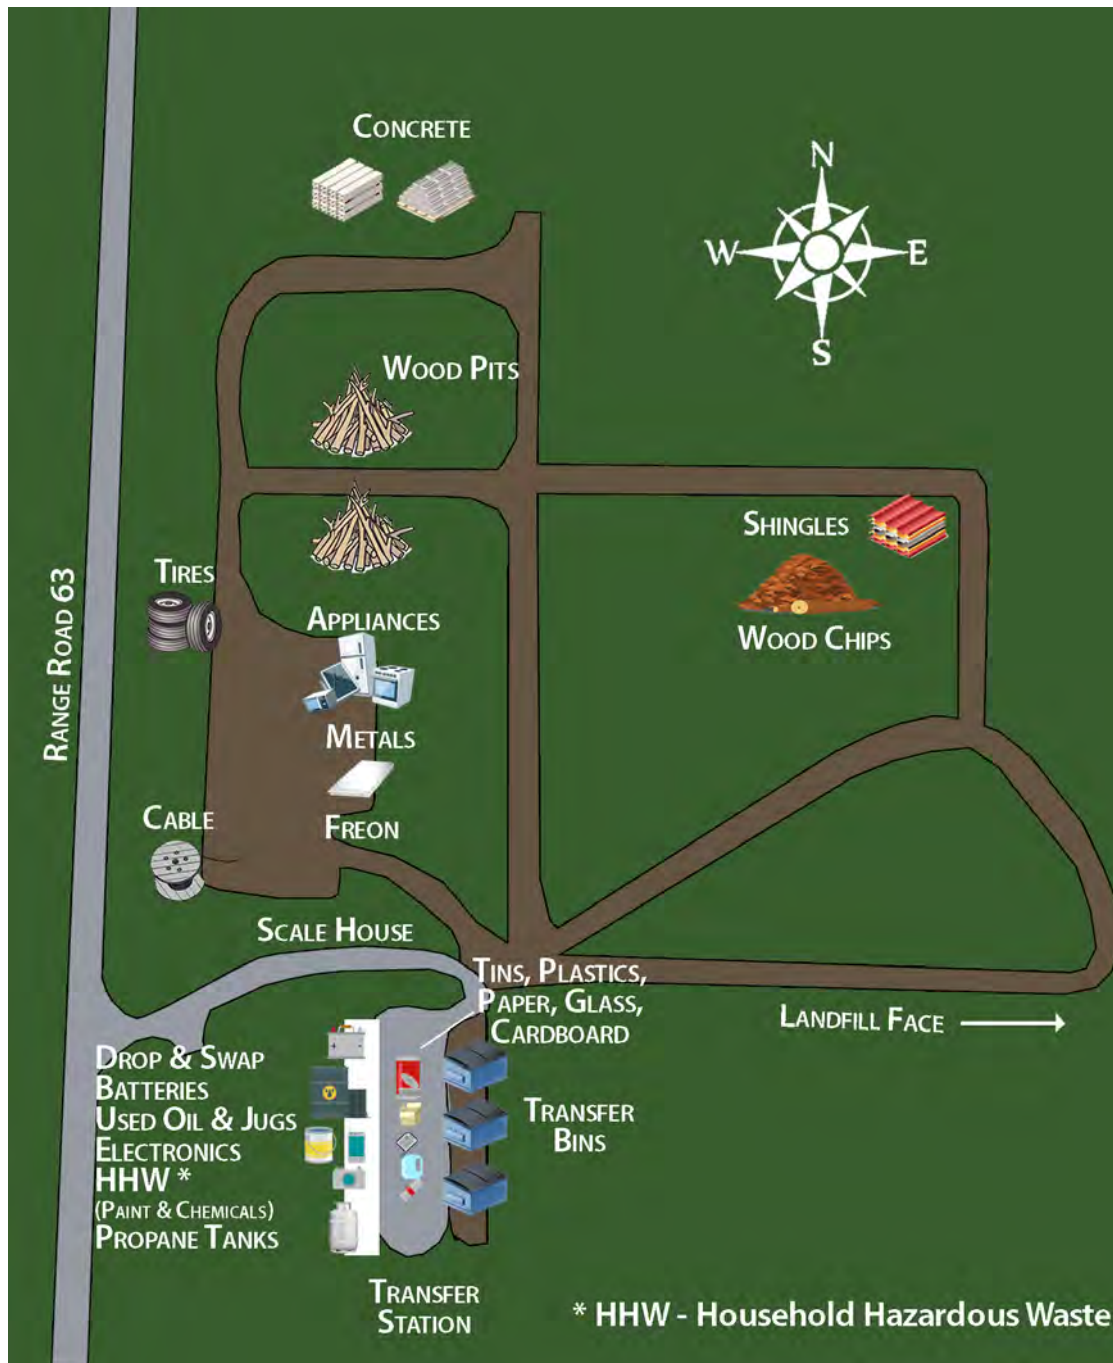 CONCRETE
N
W
E
S
WOOD PITS
SHINGLES
TIRES
APPLIANCES
WOOD CHIPS
RANGE ROAD 63
METALS
CABLE
FREON
SCALE HOUSE
TINS, PLASTICS,
PAPER, GLASS,
CARDBOARD
LANDFILL FACE
DROP & SWAP
BATTERIES
USED OIL & JUGS
ELECTRONICS
HHW *
(PAINT & CHEMICALS)
PROPANE TANKS
TRANSFER
BINS
TRANSFER
STATION
* HHW - Household Hazardous Waste